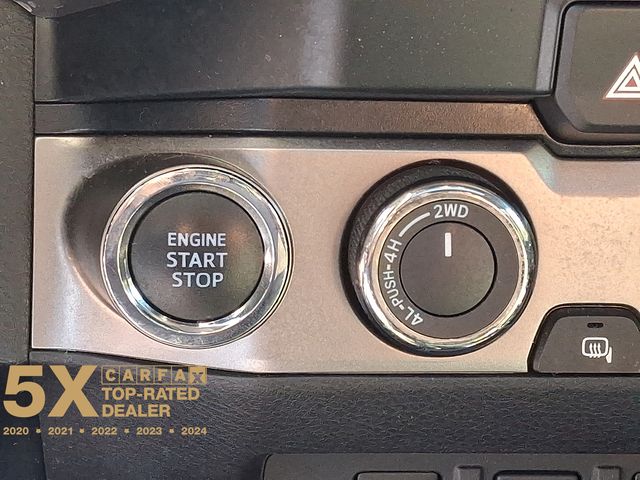 ENGINE
START
STOP
2WD
4L-PUSH-4H
5X
CARFAX
TOP-RATED
DEALER
2020 • 2021 • 2022 • 2023 • 2024